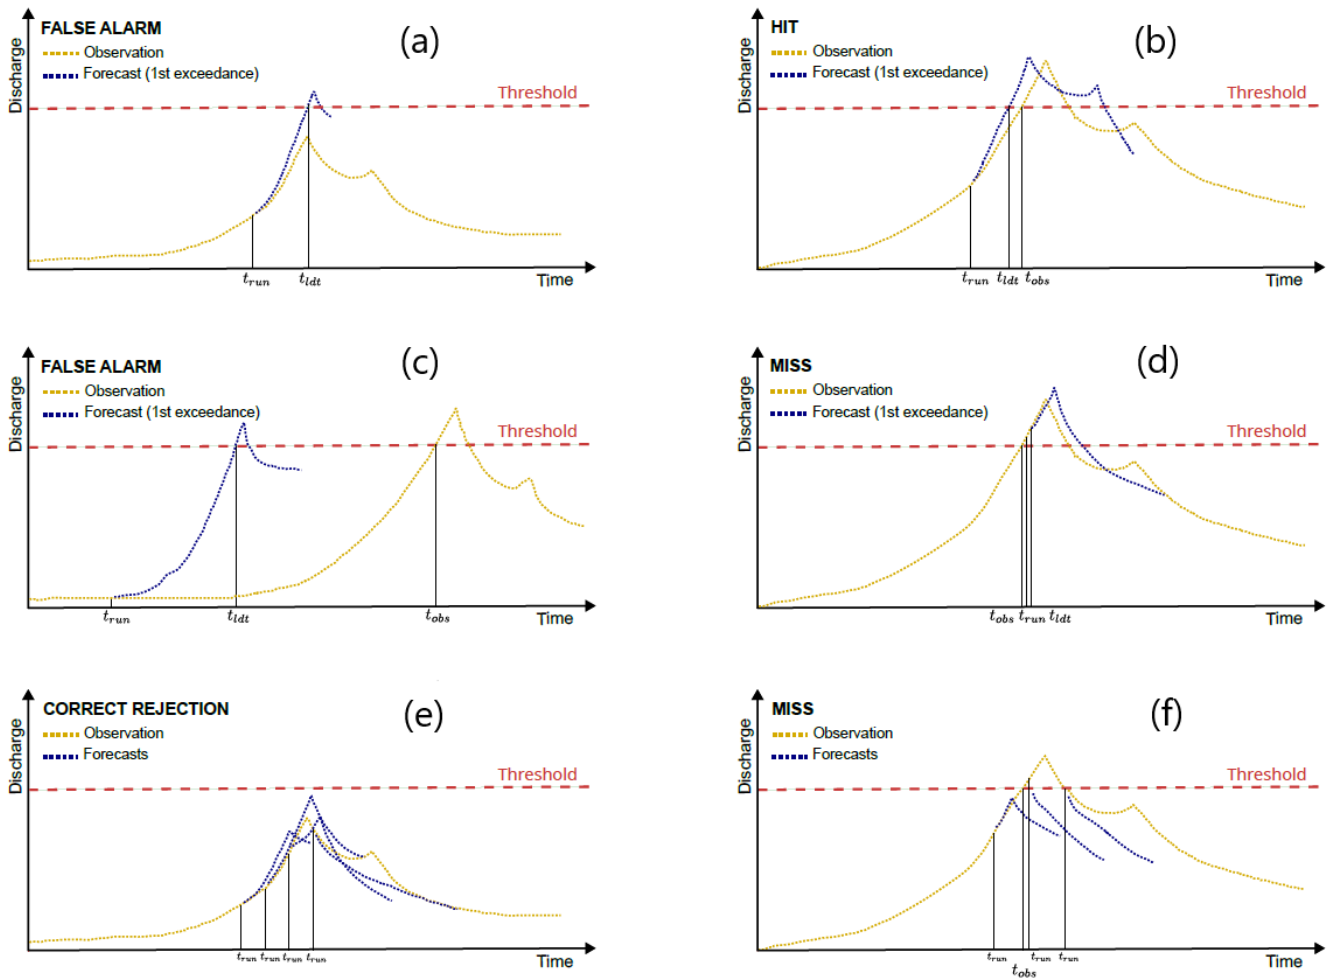 FALSE ALARM
(a)
Observation
Forecast (1st exceedance)
Threshold
Discharge
t_run t_ldt
Time
HIT
(b)
Observation
Forecast (1st exceedance)
Threshold
Discharge
t_run t_ldt t_obs
Time
FALSE ALARM
(c)
Observation
Forecast (1st exceedance)
Threshold
Discharge
t_run t_ldt t_obs
Time
MISS
(d)
Observation
Forecast (1st exceedance)
Threshold
Discharge
t_obs t_run t_ldt
Time
CORRECT REJECTION
(e)
Observation
Forecasts
Threshold
Discharge
t_run t_run t_run t_run
Time
MISS
(f)
Observation
Forecasts
Threshold
Discharge
t_run t_run t_run
t_obs
Time